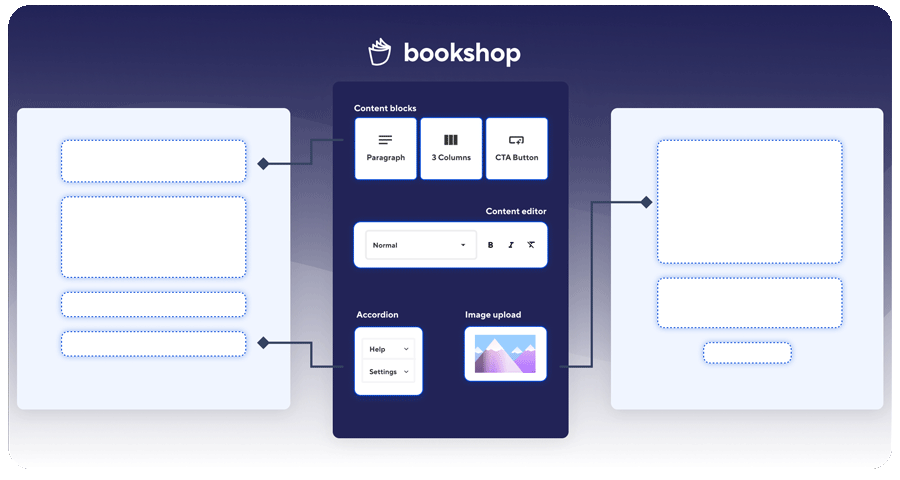 bookshop
Content blocks
Paragraph
3 Columns
CTA Button
Content editor
Normal
B I T
Accordion
Image upload
Help
Settings